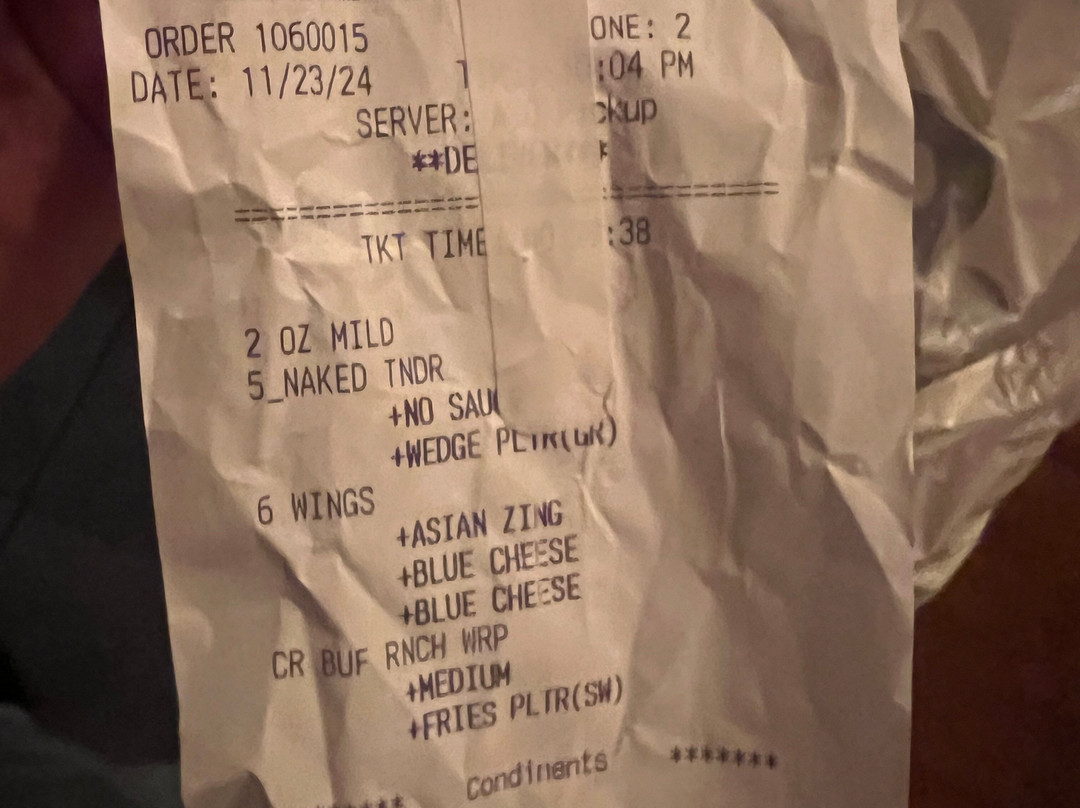 ORDER 1060015 ONE: 2
DATE: 11/23/24 :04 PM
SERVER: ckup
**DE
=========================================
TKT TIME :38
2 OZ MILD
5_NAKED TNDR
+NO SAU
+WEDGE PLTR(GR)
6 WINGS
+ASIAN ZING
+BLUE CHEESE
+BLUE CHEESE
CR BUF RNCH WRP
+MEDIUM
+FRIES PLTR(SW)
****** Condiments *******